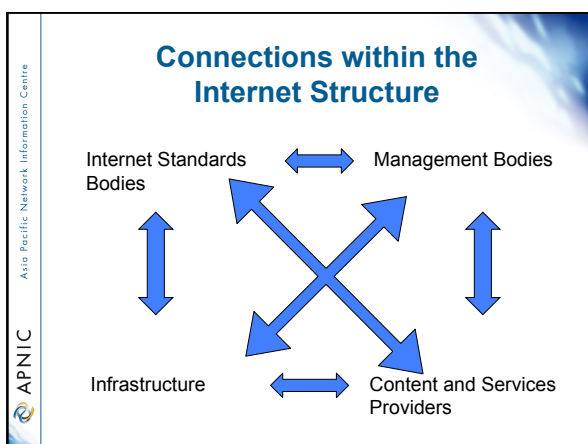 Connections within the
Internet Structure
Internet Standards
Bodies
Management Bodies
Infrastructure
Content and Services
Providers
Asia Pacific Network Information Centre
APNIC